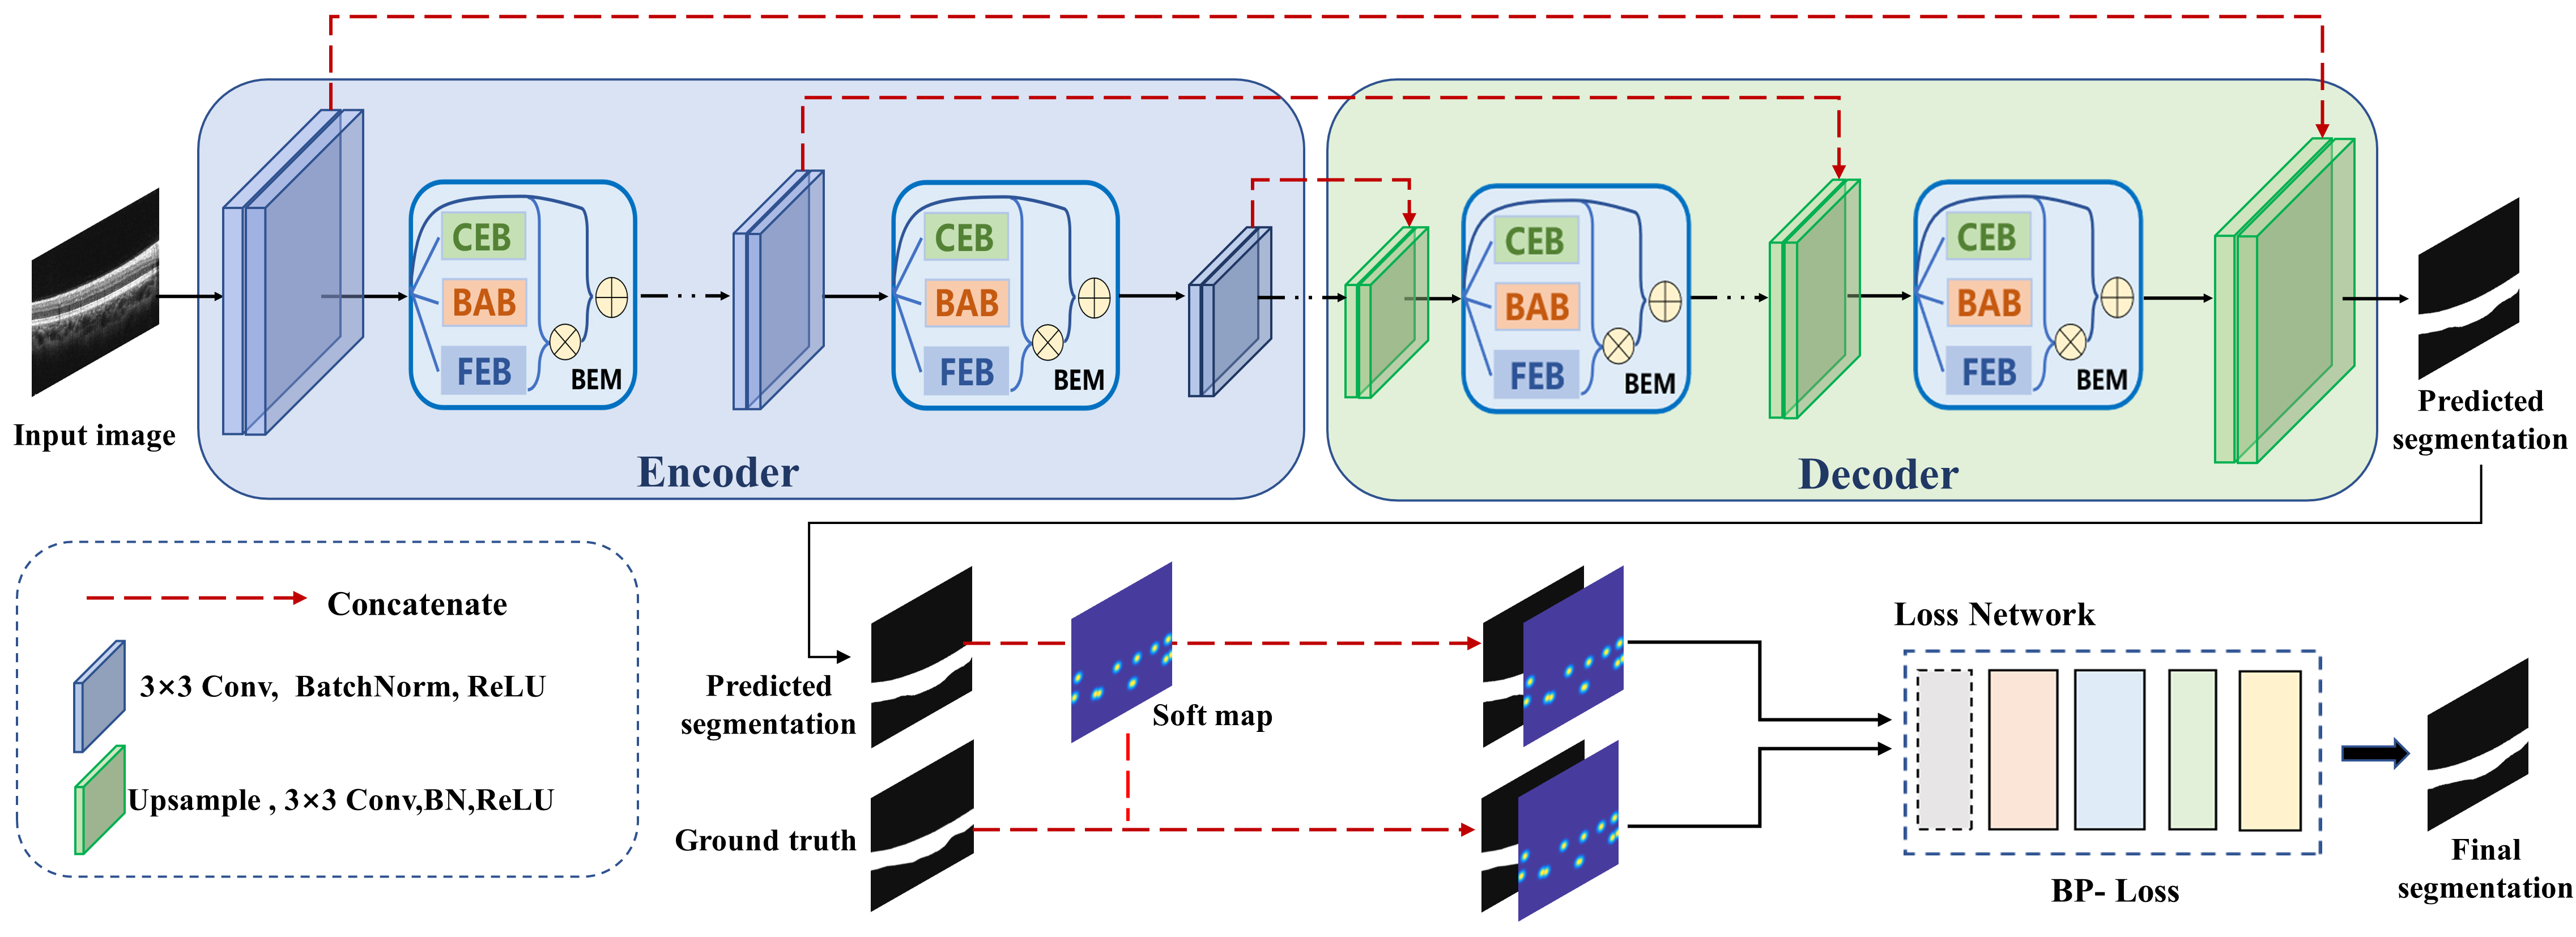 CEB
BAB
FEB
BEM
CEB
BAB
FEB
BEM
CEB
BAB
FEB
BEM
CEB
BAB
FEB
BEM
Input image
Encoder
Decoder
Predicted
segmentation
Concatenate
3×3 Conv, BatchNorm, ReLU
Upsample , 3×3 Conv,BN,ReLU
Predicted
segmentation
Soft map
Ground truth
Loss Network
BP- Loss
Final
segmentation